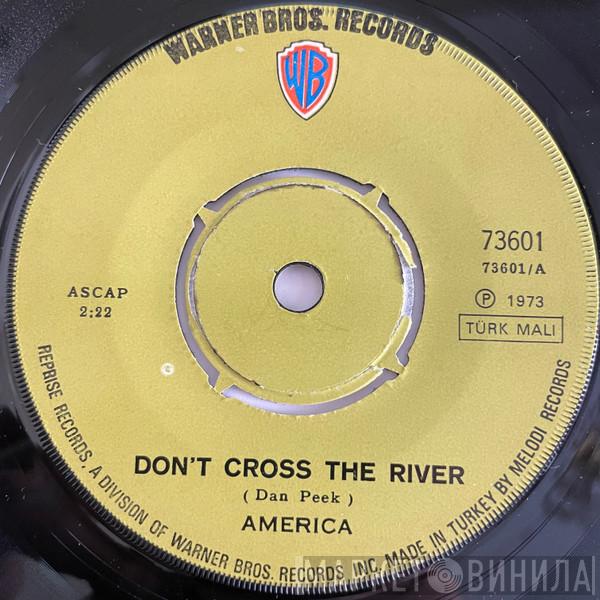 WARNER BROS. RECORDS
WB
73601
73601/A
ASCAP
2:22
Ⓟ 1973
TÜRK MALI
DON'T CROSS THE RIVER
( Dan Peek )
AMERICA
REPRISE RECORDS, A DIVISION OF WARNER BROS. RECORDS, INC. MADE IN TURKEY BY MELODI RECORDS
МАРКЕТОВИНИЛА